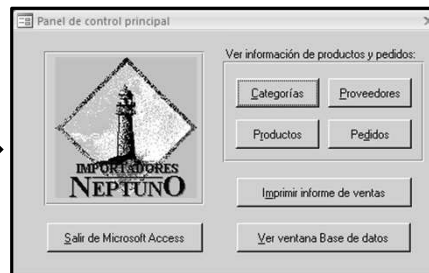 Panel de control principal
Ver información de productos y pedidos:
Categorías
Proveedores
Productos
Pedidos
IMPORTADORES
NEPTUNO
Imprimir informe de ventas
Salir de Microsoft Access
Ver ventana Base de datos